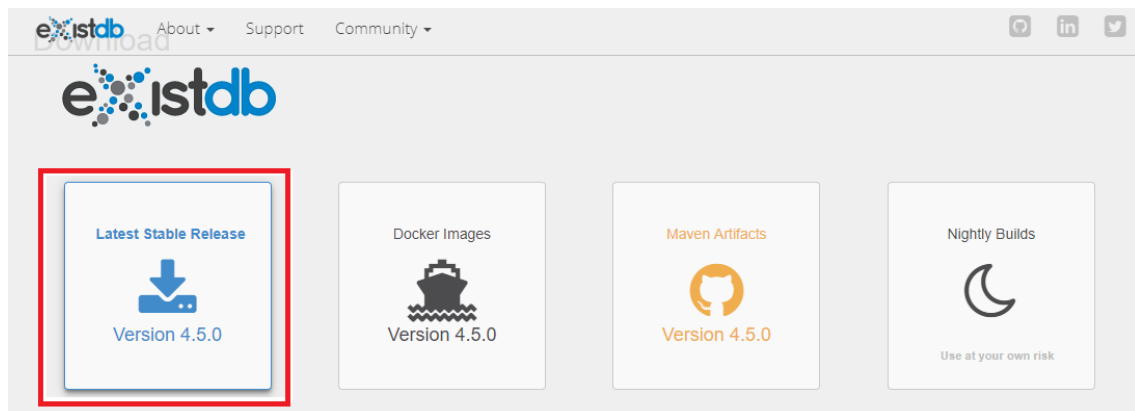 eXistdb About Support Community
Download
eXistdb
Latest Stable Release
Version 4.5.0
Docker Images
Version 4.5.0
Maven Artifacts
Version 4.5.0
Nightly Builds
Use at your own risk